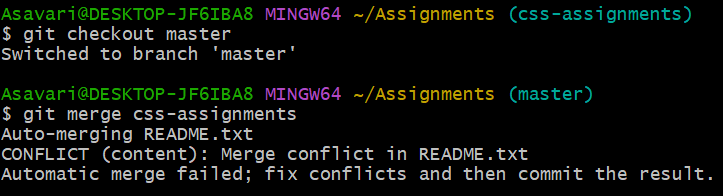 Asavari@DESKTOP-JF6IBA8 MINGW64 ~/Assignments (css-assignments)
$ git checkout master
Switched to branch 'master'
Asavari@DESKTOP-JF6IBA8 MINGW64 ~/Assignments (master)
$ git merge css-assignments
Auto-merging README.txt
CONFLICT (content): Merge conflict in README.txt
Automatic merge failed; fix conflicts and then commit the result.